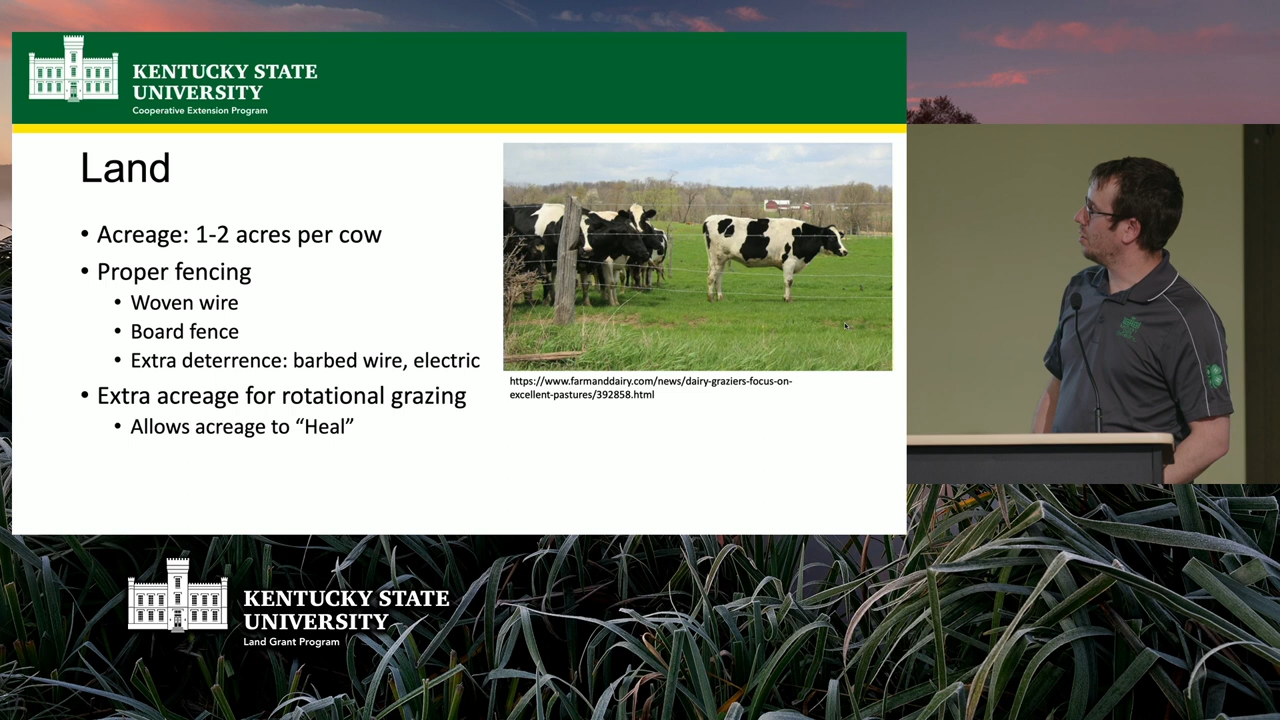 KENTUCKY STATE
UNIVERSITY
Cooperative Extension Program
Land
• Acreage: 1-2 acres per cow
• Proper fencing
• Woven wire
• Board fence
• Extra deterrence: barbed wire, electric
• Extra acreage for rotational grazing
• Allows acreage to “Heal”
https://www.farmanddairy.com/news/dairy-graziers-focus-on-
excellent-pastures/392858.html
KENTUCKY STATE
UNIVERSITY
Land Grant Program